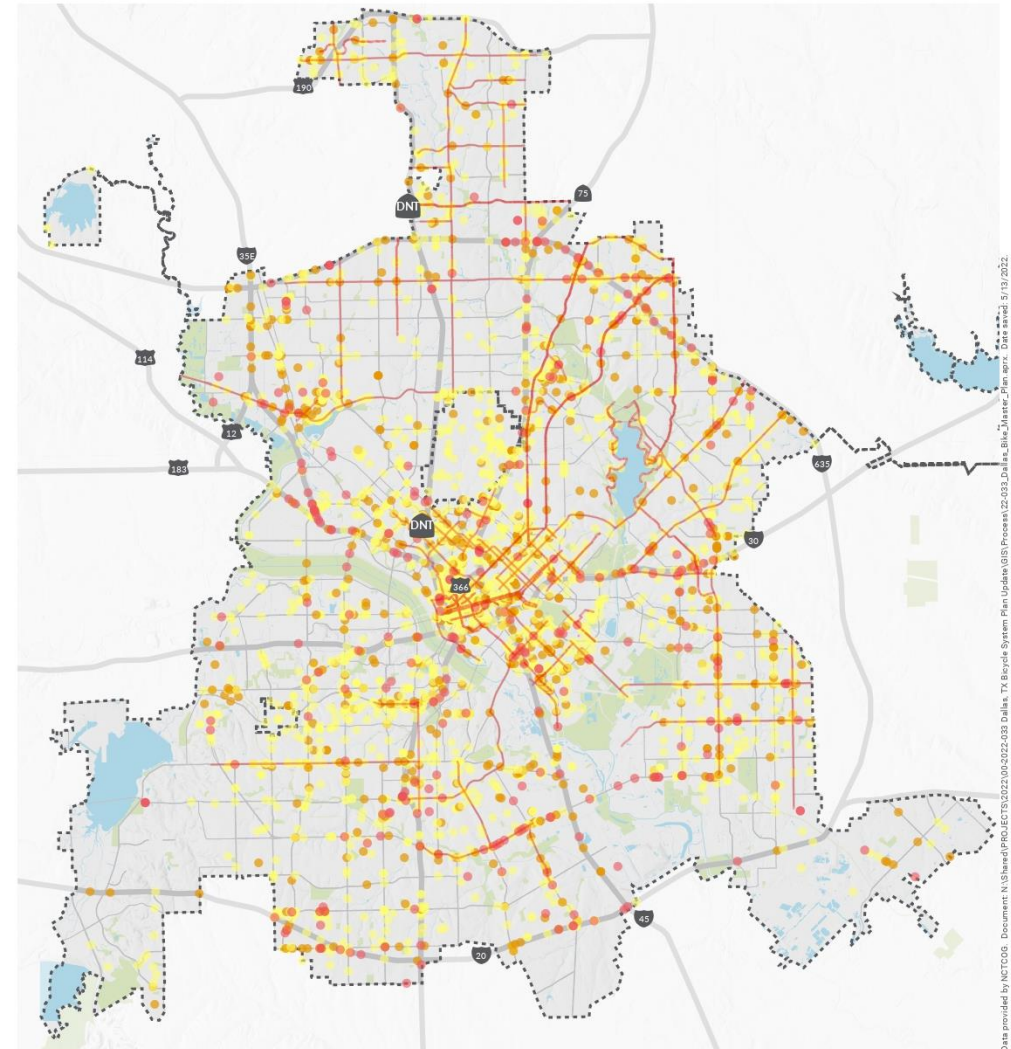 190
75
DNT
35E
114
12
635
183
DNT
30
366
45
20
Data provided by NCTCOG. Document: N:\Shared\PROJECTS\2022\00-2022-033 Dallas, TX Bicycle System Plan Update\GIS\Process\22-033_Dallas_Bike_Master_Plan.aprx. Date saved: 5/13/2022.